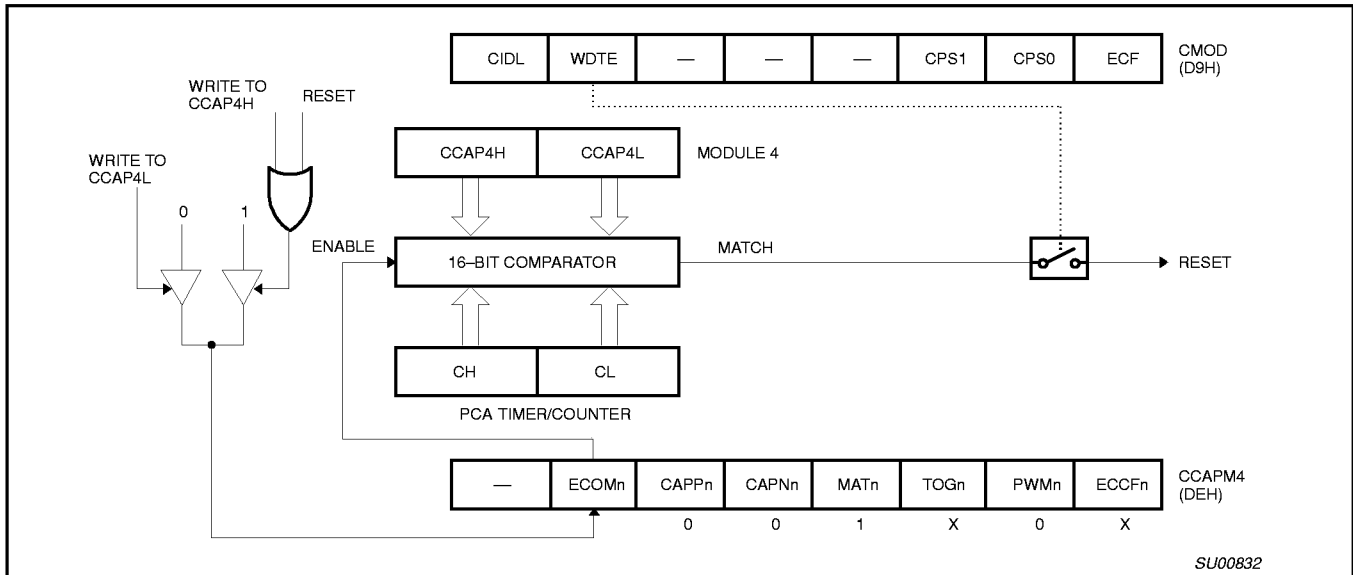 CIDL WDTE — — — CPS1 CPS0 ECF
CMOD
(D9H)
WRITE TO
CCAP4H
RESET
WRITE TO
CCAP4L
CCAP4H CCAP4L
MODULE 4
0 1
ENABLE
16–BIT COMPARATOR
MATCH
RESET
CH CL
PCA TIMER/COUNTER
— ECOMn CAPPn CAPNn MATn TOGn PWMn ECCFn
CCAPM4
(DEH)
0 0 1 X 0 X
SU00832